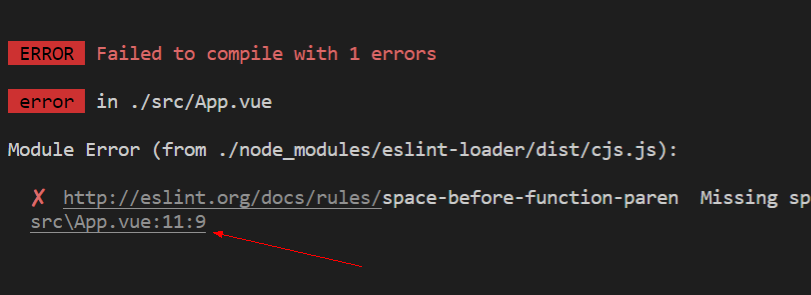 ERROR Failed to compile with 1 errors
error in ./src/App.vue
Module Error (from ./node_modules/eslint-loader/dist/cjs.js):
✗ http://eslint.org/docs/rules/space-before-function-paren Missing sp
src\App.vue:11:9